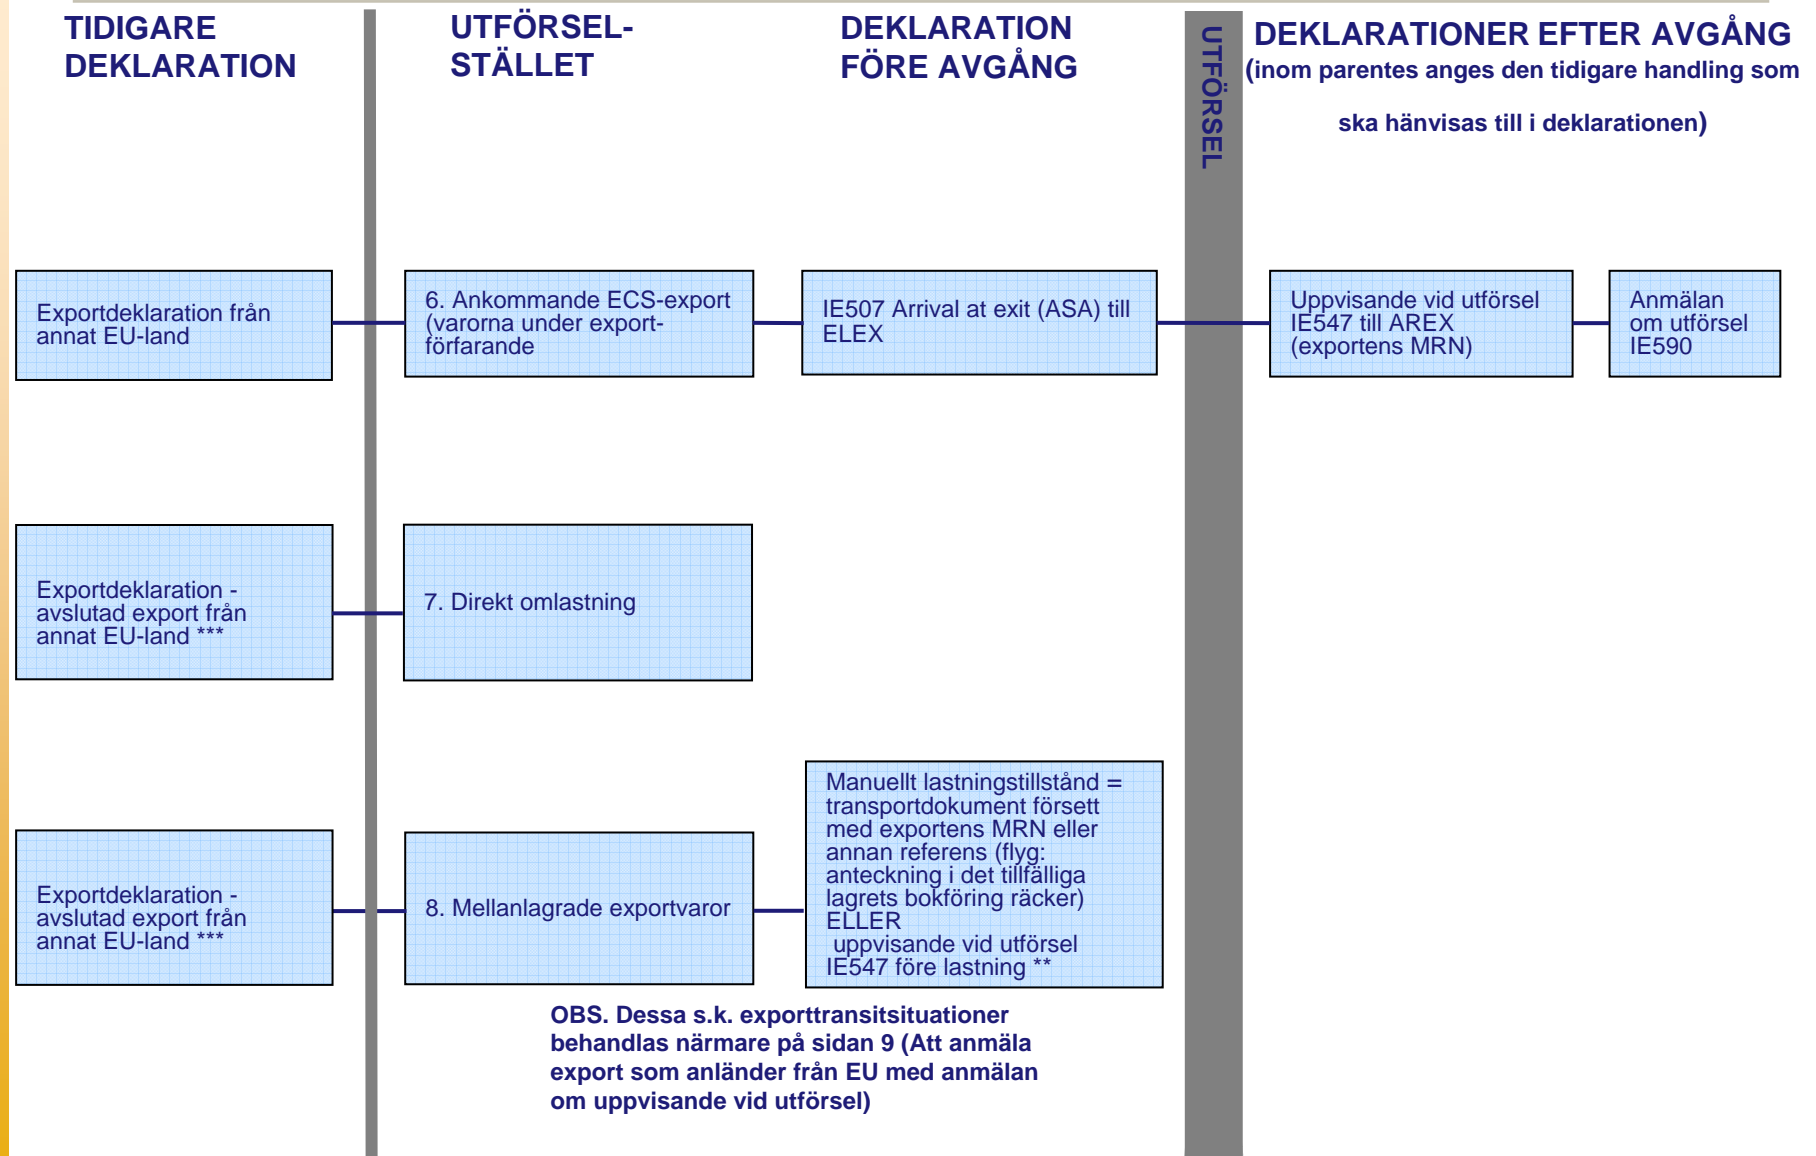 TIDIGARE
DEKLARATION
UTFÖRSEL-
STÄLLET
DEKLARATION
FÖRE AVGÅNG
UTFÖRSEL
DEKLARATIONER EFTER AVGÅNG
(inom parentes anges den tidigare handling som
ska hänvisas till i deklarationen)
Exportdeklaration från
annat EU-land
6. Ankommande ECS-export
(varorna under export-
förfarande
IE507 Arrival at exit (ASA) till
ELEX
Uppvisande vid utförsel
IE547 till AREX
(exportens MRN)
Anmälan
om utförsel
IE590
Exportdeklaration -
avslutad export från
annat EU-land ***
7. Direkt omlastning
Exportdeklaration -
avslutad export från
annat EU-land ***
8. Mellanlagrade exportvaror
Manuellt lastningstillstånd =
transportdokument försett
med exportens MRN eller
annan referens (flyg:
anteckning i det tillfälliga
lagrets bokföring räcker)
ELLER
uppvisande vid utförsel
IE547 före lastning **
OBS. Dessa s.k. exporttransitsituationer
behandlas närmare på sidan 9 (Att anmäla
export som anländer från EU med anmälan
om uppvisande vid utförsel)